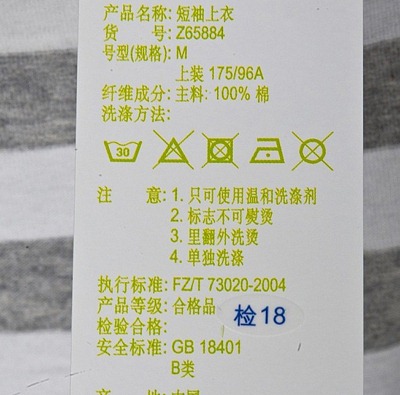 产品名称: 短袖上衣
货 号: Z65884
号型(规格): M
上装 175/96A
纤维成分: 主料: 100% 棉
洗涤方法:
30
注 意: 1. 只可使用温和洗涤剂
2. 标志不可熨烫
3. 里翻外洗烫
4. 单独洗涤
执行标准: FZ/T 73020-2004
产品等级: 合格品
检验合格: 检18
安全标准: GB 18401
B类